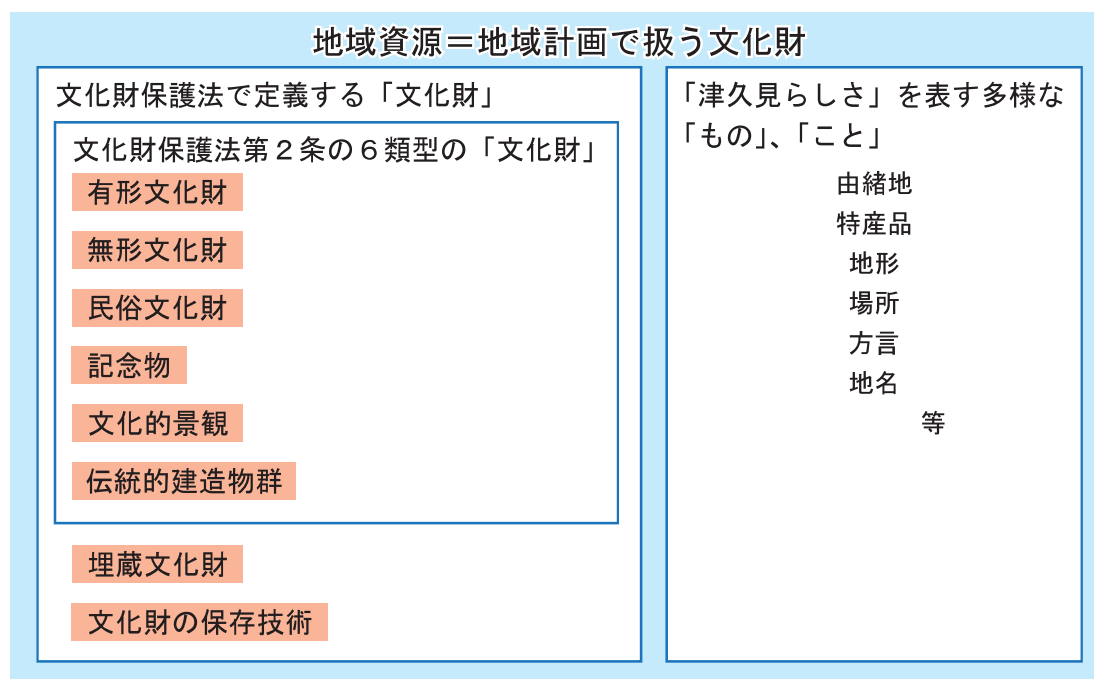 地域資源＝地域計画で扱う文化財
文化財保護法で定義する「文化財」
文化財保護法第２条の６類型の「文化財」
有形文化財
無形文化財
民俗文化財
記念物
文化的景観
伝統的建造物群
埋蔵文化財
文化財の保存技術
「津久見らしさ」を表す多様な
「もの」、「こと」
由緒地
特産品
地形
場所
方言
地名
等